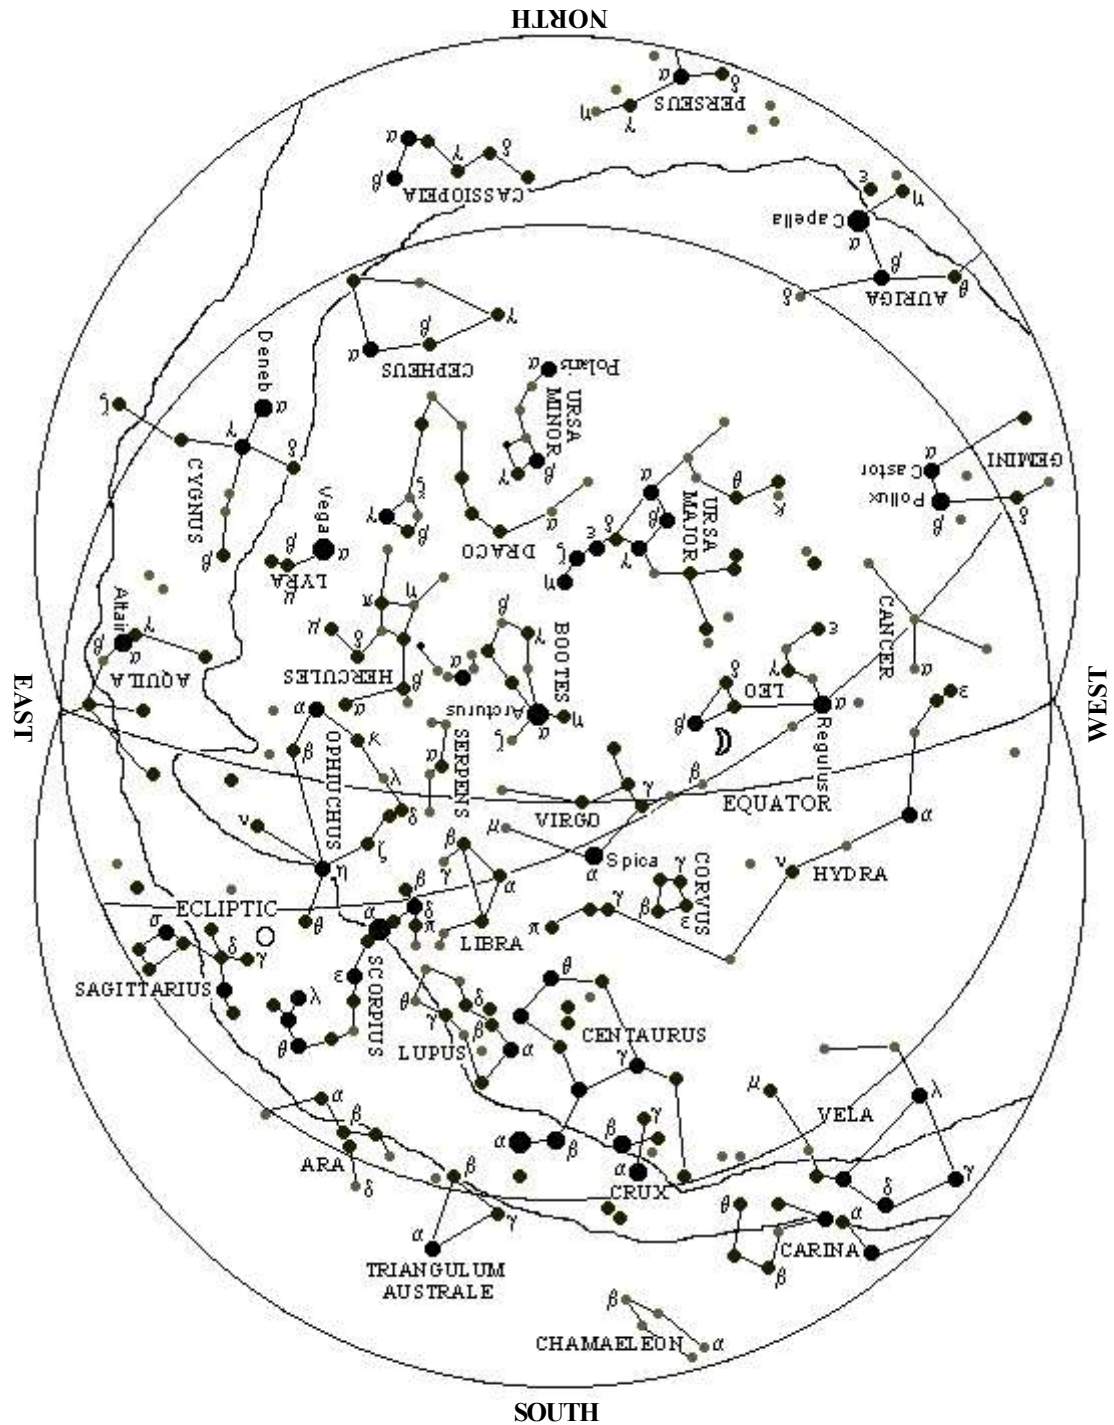 NORTH
α
δ
PERSEUS
η
γ
α
γ
δ
β
CASSIOPEIA
ε
η
Capella
α
β
θ
δ
AURIGA
γ
β
α
CEPHEUS
Deneb
α
Polaris
α
URSA
MINOR
ζ
γ
δ
CYGNUS
β
γ
β
ζ
γ
β
DRACO
α
α
β
URSA
MAJOR
θ
κ
δ
ε
ζ
γ
η
α
Castor
GEMINI
Pollux
β
δ
Vega
α
β
LYRA
μ
π
η
μ
δ
HERCULES
β
α
BOOTES
β
γ
α
Arcturus
α
η
ζ
CANCER
α
ε
γ
LEO
δ
β
α
Regulus
ε
Altair
γ
β
α
AQUILA
EAST
WEST
α
β
OPHIUCHUS
κ
λ
δ
ζ
ν
η
θ
SERPENS
α
VIRGO
γ
β
μ
Spica
α
EQUATOR
α
HYDRA
ν
γ
π
CORVUS
γ
β
ε
β
γ
α
LIBRA
ECLIPTIC
σ
δ
γ
SAGITTARIUS
β
α
δ
π
SCORPIUS
ε
λ
θ
θ
γ
δ
β
α
LUPUS
θ
CENTAURUS
γ
α
β
β
γ
α
CRUX
μ
VELA
λ
γ
δ
α
β
ARA
δ
β
α
γ
TRIANGULUM
AUSTRALE
θ
α
CARINA
β
β
CHAMAELEON
α
SOUTH